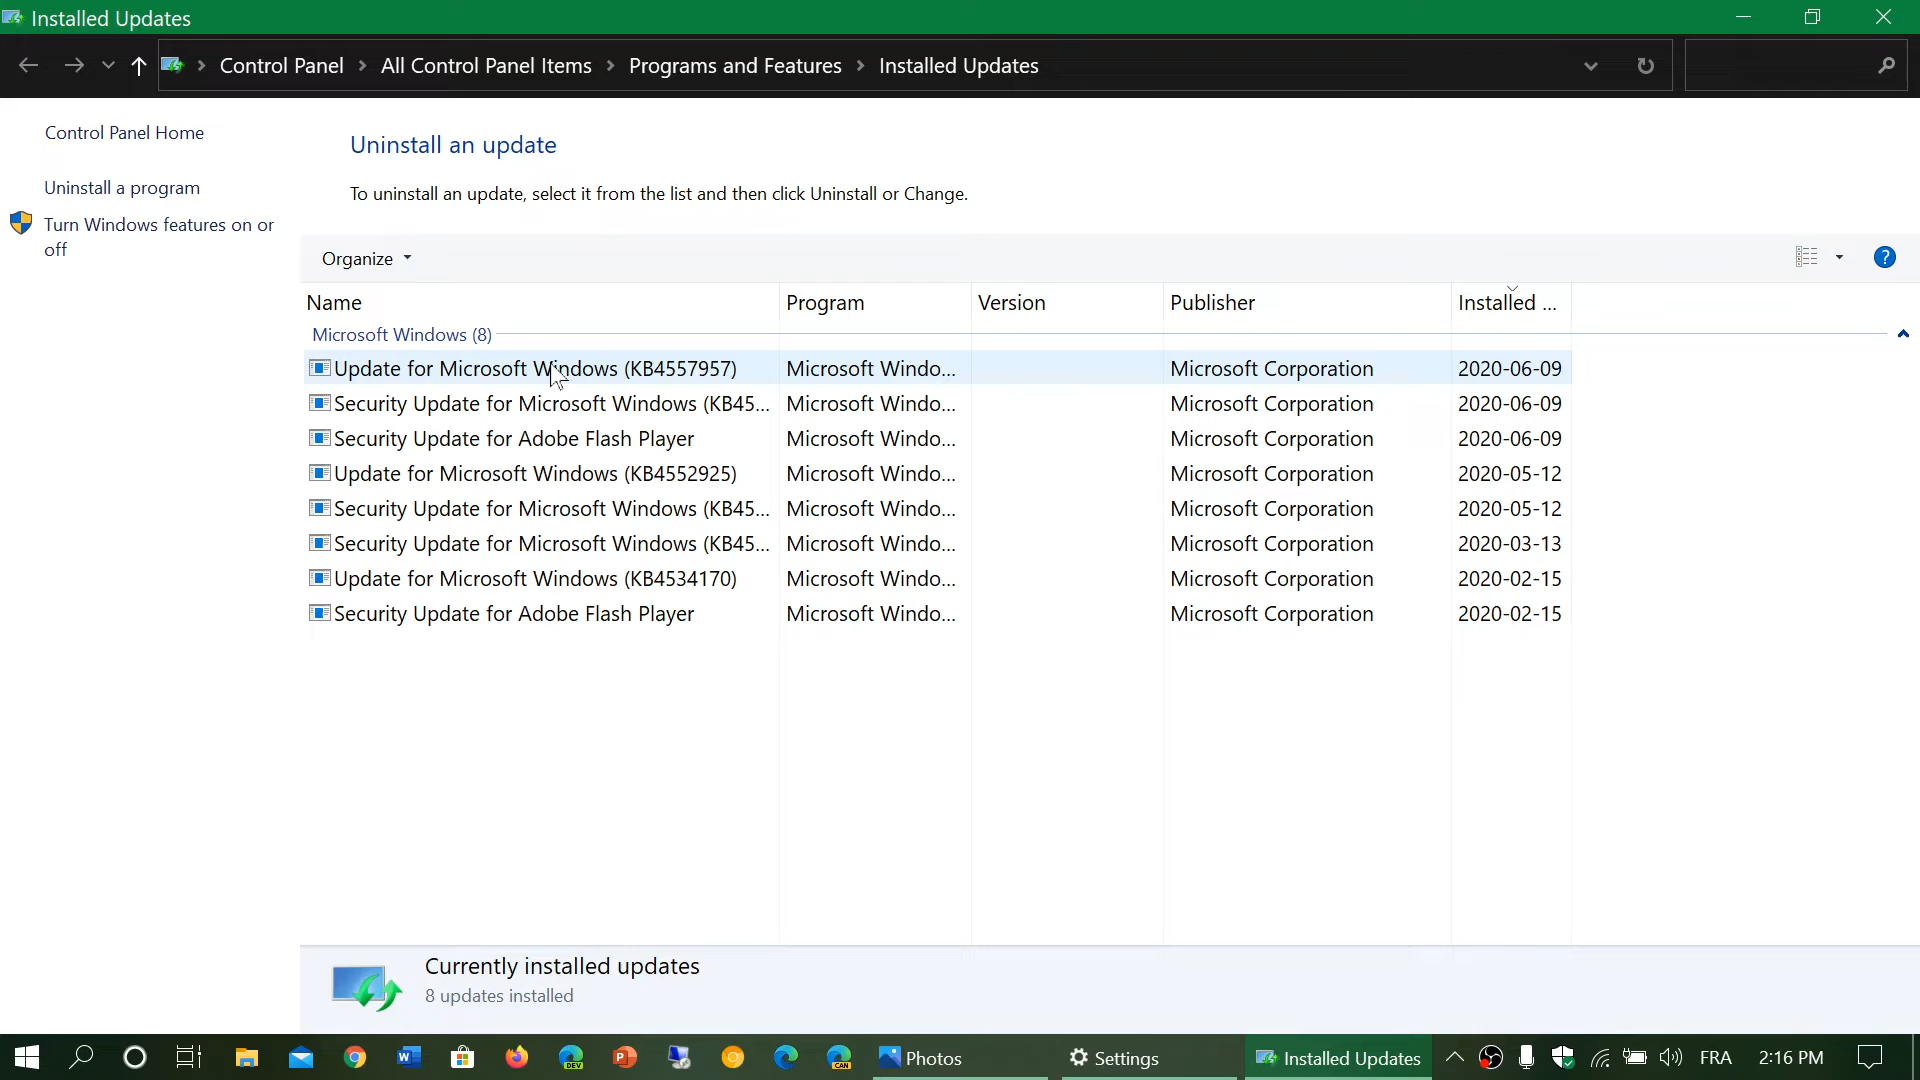 Installed Updates
Control Panel > All Control Panel Items > Programs and Features > Installed Updates
Control Panel Home
Uninstall a program
Turn Windows features on or
off
Uninstall an update
To uninstall an update, select it from the list and then click Uninstall or Change.
Organize
Name Program Version Publisher Installed ...
Microsoft Windows (8)
Update for Microsoft Windows (KB4557957) Microsoft Windo... Microsoft Corporation 2020-06-09
Security Update for Microsoft Windows (KB45... Microsoft Windo... Microsoft Corporation 2020-06-09
Security Update for Adobe Flash Player Microsoft Windo... Microsoft Corporation 2020-06-09
Update for Microsoft Windows (KB4552925) Microsoft Windo... Microsoft Corporation 2020-05-12
Security Update for Microsoft Windows (KB45... Microsoft Windo... Microsoft Corporation 2020-05-12
Security Update for Microsoft Windows (KB45... Microsoft Windo... Microsoft Corporation 2020-03-13
Update for Microsoft Windows (KB4534170) Microsoft Windo... Microsoft Corporation 2020-02-15
Security Update for Adobe Flash Player Microsoft Windo... Microsoft Corporation 2020-02-15
Currently installed updates
8 updates installed
DEV CAN Photos Settings Installed Updates FRA 2:16 PM